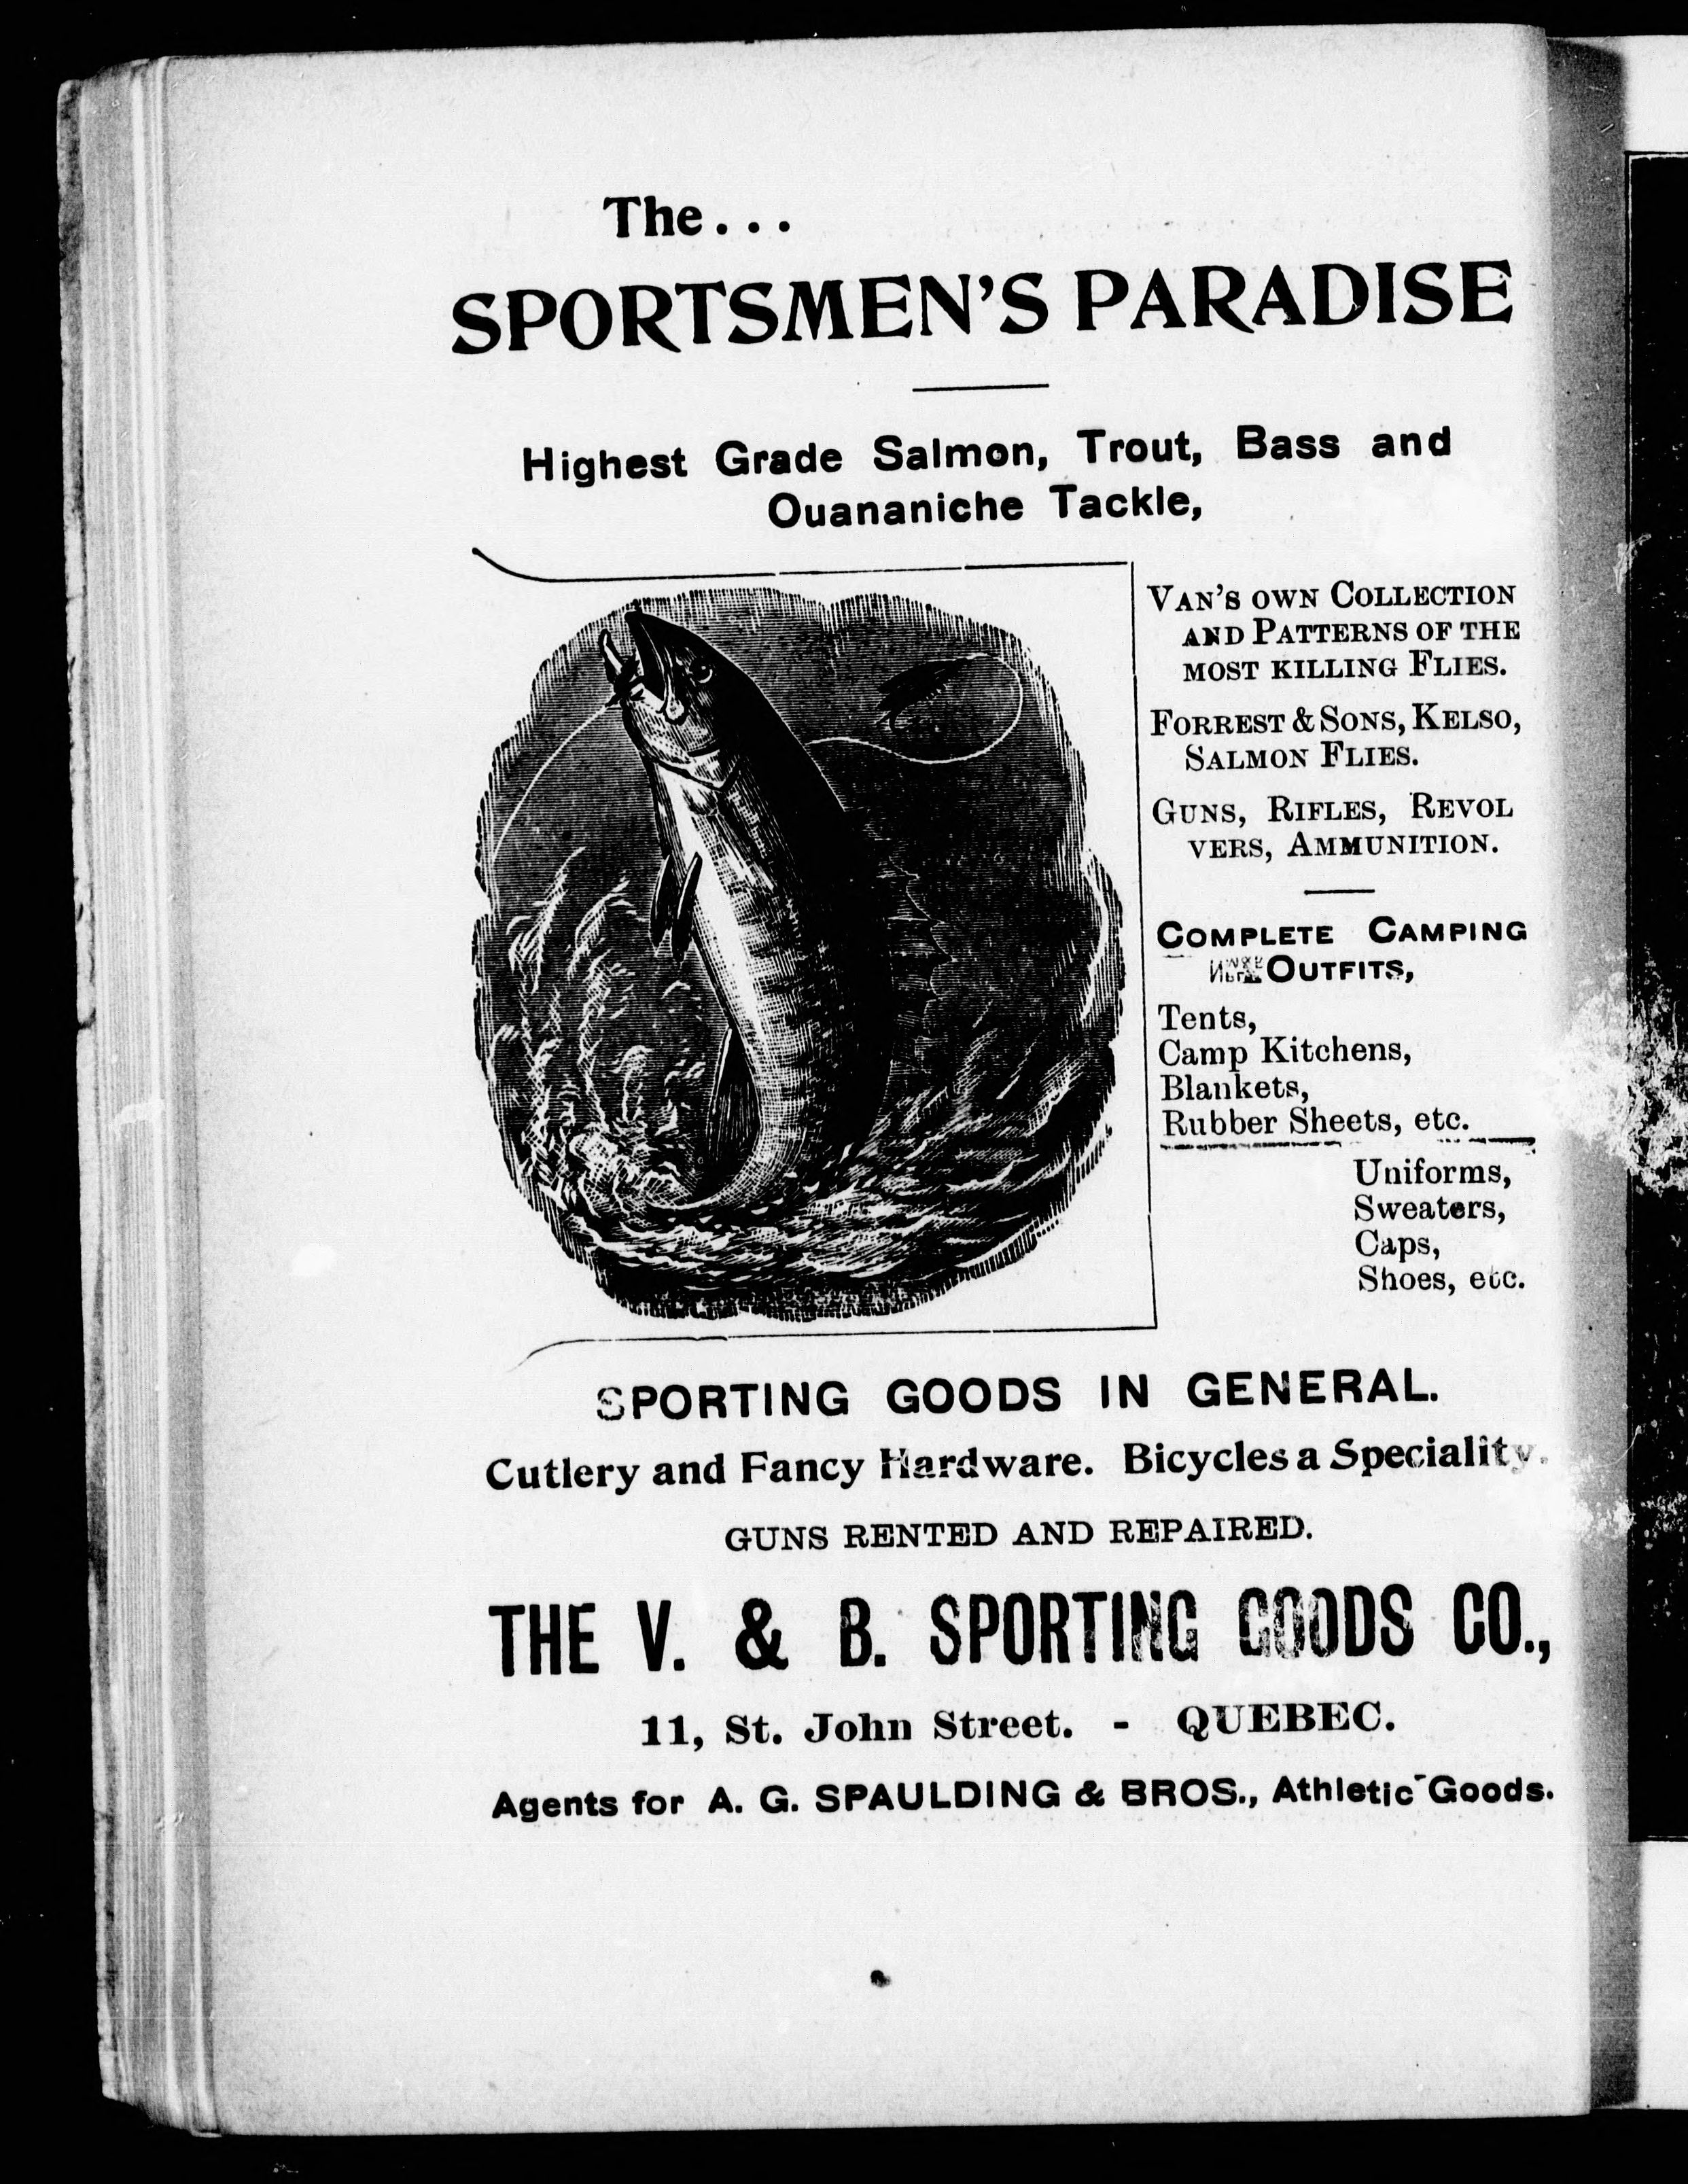 The...
SPORTSMEN'S PARADISE
Highest Grade Salmon, Trout, Bass and
Ouananiche Tackle,
VAN'S OWN COLLECTION
AND PATTERNS OF THE
MOST KILLING FLIES.
FORREST & SONS, KELSO,
SALMON FLIES.
GUNS, RIFLES, REVOL
VERS, AMMUNITION.
COMPLETE CAMPING
OUTFITS,
Tents,
Camp Kitchens,
Blankets,
Rubber Sheets, etc.
Uniforms,
Sweaters,
Caps,
Shoes, etc.
SPORTING GOODS IN GENERAL.
Cutlery and Fancy Hardware. Bicycles a Speciality.
GUNS RENTED AND REPAIRED.
THE V. & B. SPORTING GOODS CO.,
11, St. John Street. - QUEBEC.
Agents for A. G. SPAULDING & BROS., Athletic Goods.